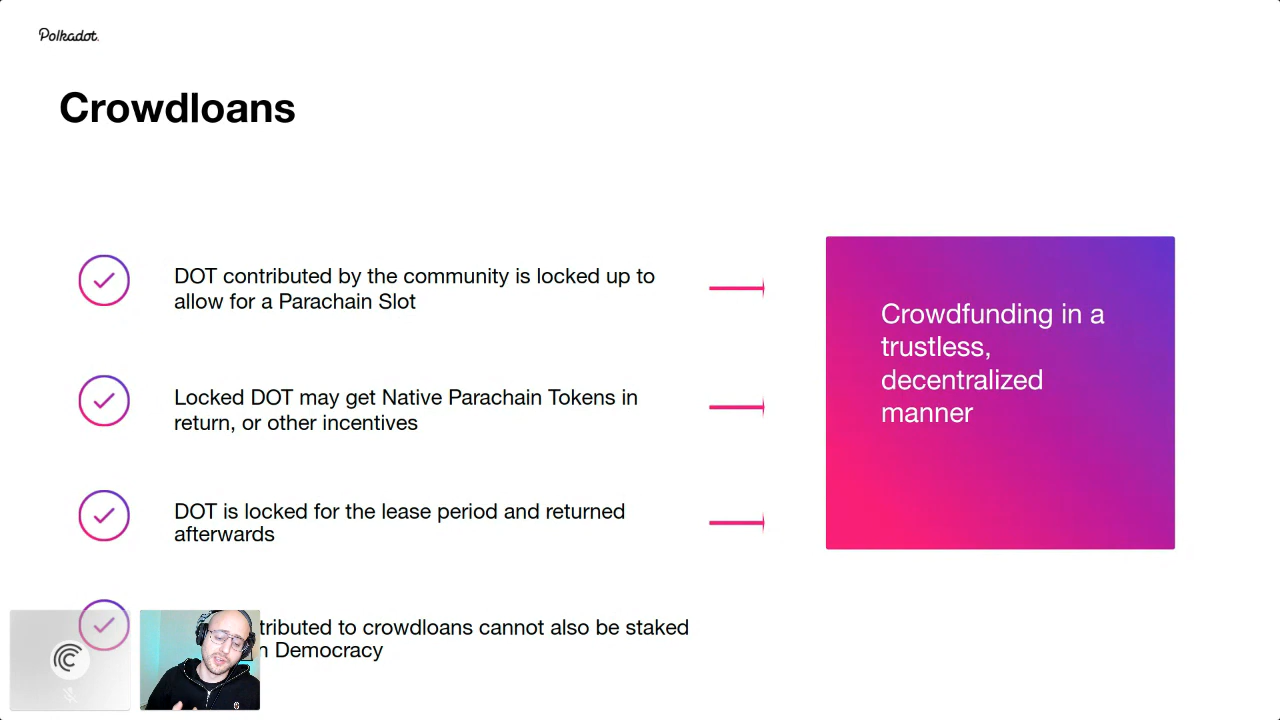 Polkadot.
Crowdloans
DOT contributed by the community is locked up to
allow for a Parachain Slot
Locked DOT may get Native Parachain Tokens in
return, or other incentives
DOT is locked for the lease period and returned
afterwards
tributed to crowdloans cannot also be staked
n Democracy
Crowdfunding in a
trustless,
decentralized
manner